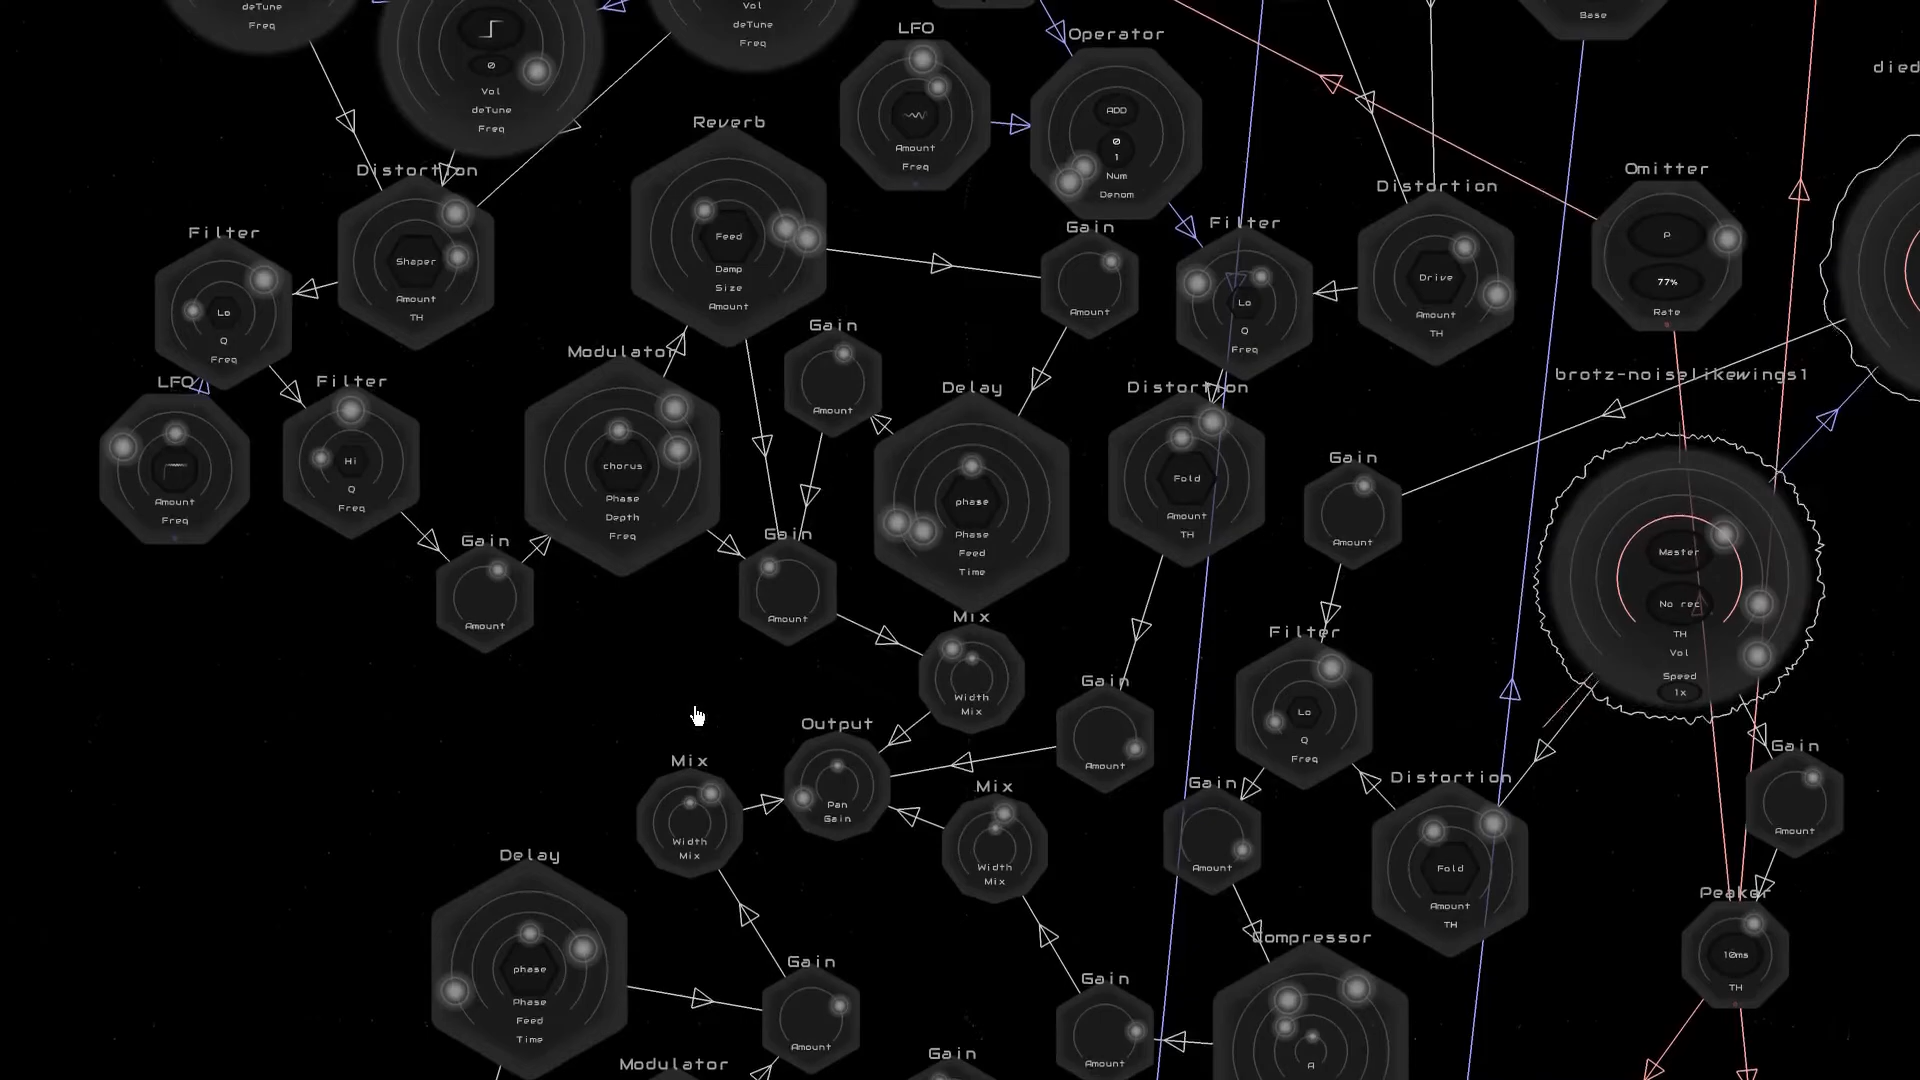 deTune
Freq
Ø
Vol
deTune
Freq
Vol
deTune
Freq
LFO
Amount
Freq
Operator
ADD
Ø
1
Num
Denom
Base
died
Reverb
Feed
Damp
Size
Amount
Distortion
Shaper
Amount
TH
Filter
Lo
Q
Freq
Gain
Amount
Filter
Lo
Q
Freq
Distortion
Drive
Amount
TH
Omitter
P
77%
Rate
LFO
Amount
Freq
Filter
Hi
Q
Freq
Modulator
chorus
Phase
Depth
Freq
Gain
Amount
Delay
phase
Phase
Feed
Time
Distortion
Fold
Amount
TH
brotz-noiselikewings1
Master
No rec
TH
Vol
Speed
1x
Gain
Amount
Gain
Amount
Gain
Amount
Mix
Width
Mix
Filter
Lo
Q
Freq
Gain
Amount
Output
Pan
Gain
Mix
Width
Mix
Mix
Width
Mix
Gain
Amount
Distortion
Fold
Amount
TH
Gain
Amount
Delay
phase
Phase
Feed
Time
Peaker
10ms
TH
Compressor
A
Gain
Amount
Gain
Amount
Modulator
Gain